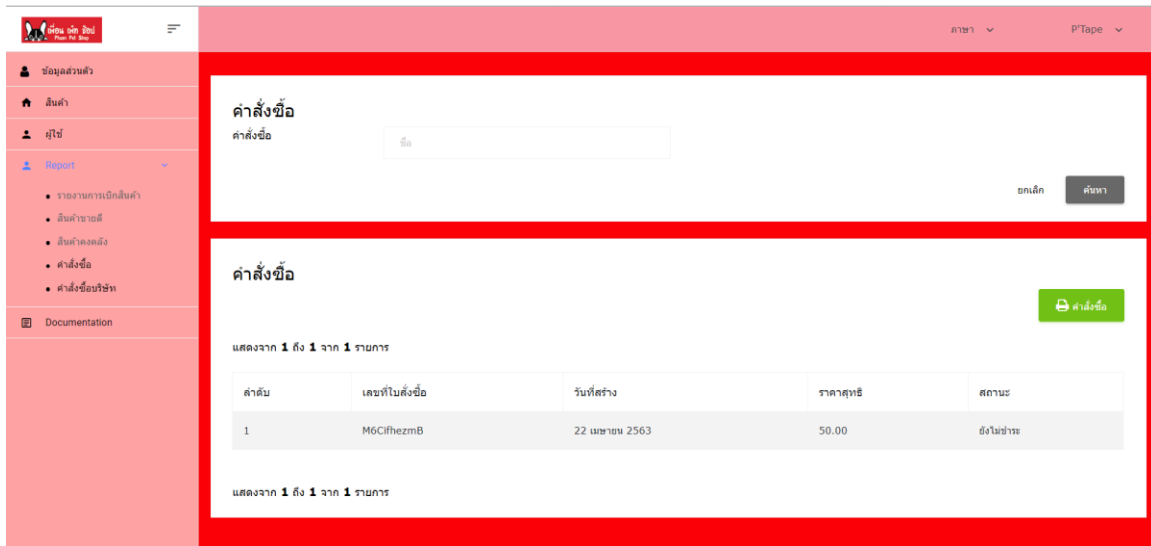 เพื่อน เพ็ท ช็อป
Phuen Pet Shop
ภาษา
P'Tape
ข้อมูลส่วนตัว
สินค้า
ผู้ใช้
Report
รายงานการเบิกสินค้า
สินค้าขายดี
สินค้าคงคลัง
คำสั่งซื้อ
คำสั่งซื้อบริษัท
Documentation
คำสั่งซื้อ
คำสั่งซื้อ
ชื่อ
ยกเลิก
ค้นหา
คำสั่งซื้อ
คำสั่งซื้อ
แสดงจาก 1 ถึง 1 จาก 1 รายการ
ลำดับ เลขที่ใบสั่งซื้อ วันที่สร้าง ราคาสุทธิ สถานะ
1 M6CifhezmB 22 เมษายน 2563 50.00 ยังไม่ชำระ
แสดงจาก 1 ถึง 1 จาก 1 รายการ